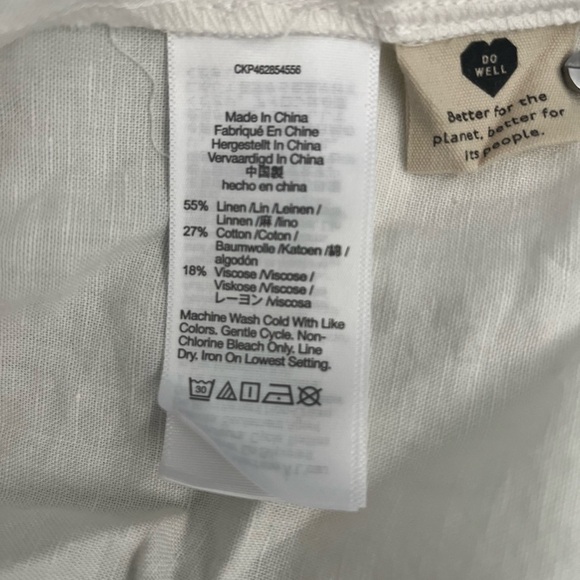 CKP462854556
Made In China
Fabriqué En Chine
Hergestellt In China
Vervaardigd In China
中国製
hecho en china
55% Linen /Lin /Leinen /
Linnen /麻 /lino
27% Cotton /Coton /
Baumwolle /Katoen /綿 /
algodón
18% Viscose /Viscose /
Viskose /Viscose /
レーヨン /Viscosa
Machine Wash Cold With Like
Colors. Gentle Cycle. Non-
Chlorine Bleach Only. Line
Dry. Iron On Lowest Setting.
30
DO
WELL
Better for the
planet, better for
its people.